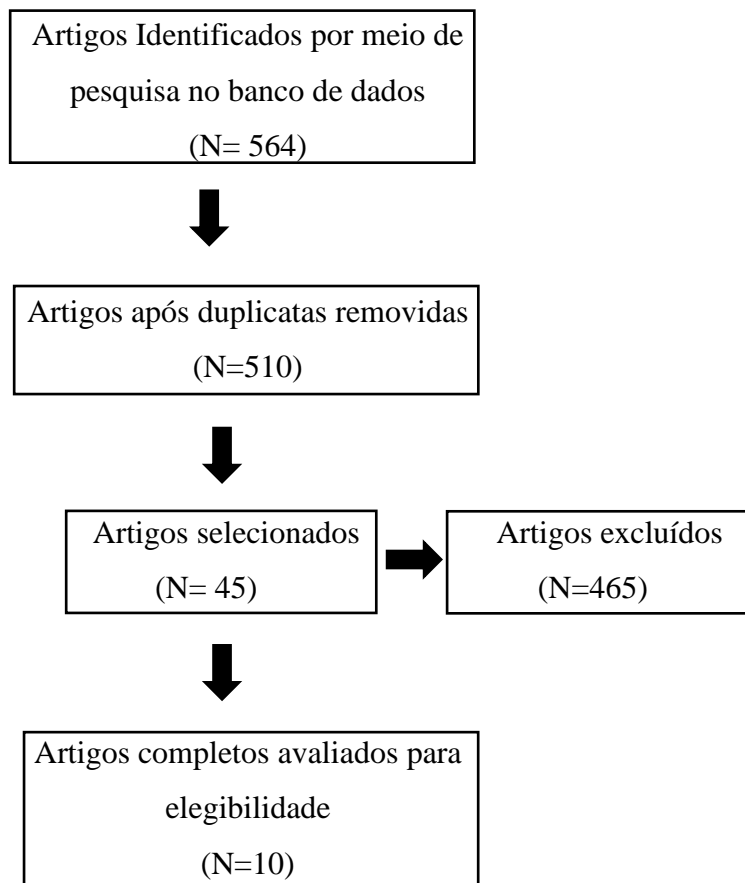 Artigos Identificados por meio de
pesquisa no banco de dados
(N= 564)
Artigos após duplicatas removidas
(N=510)
Artigos selecionados
(N= 45)
Artigos excluídos
(N=465)
Artigos completos avaliados para
elegibilidade
(N=10)